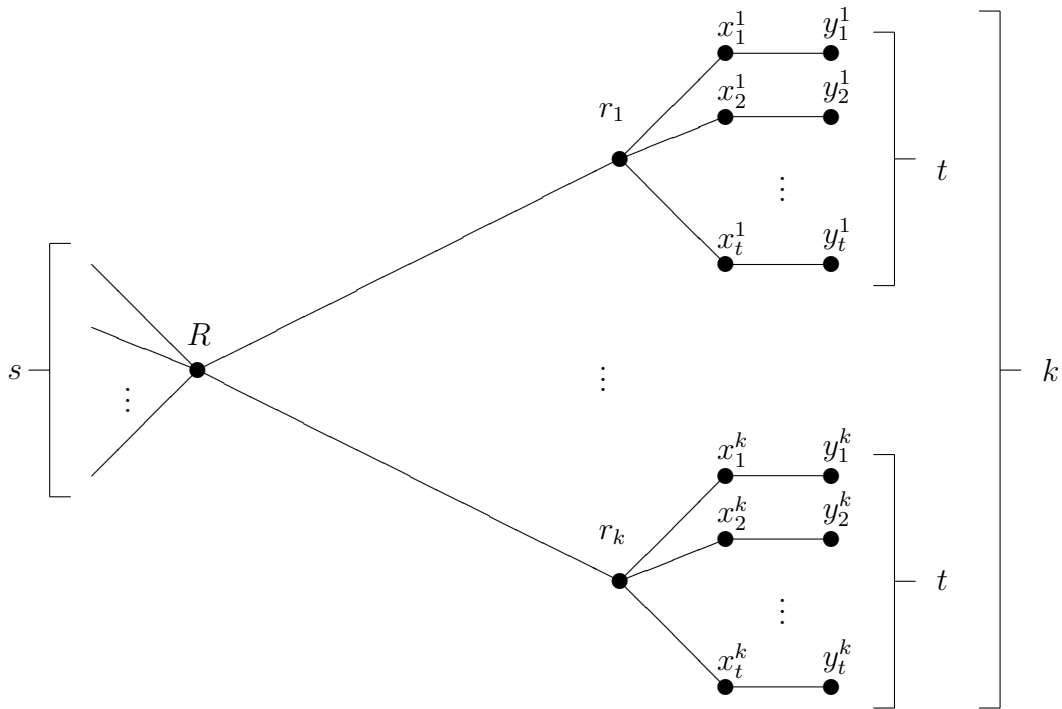 x_1^1 y_1^1
x_2^1 y_2^1
r_1
⋮ t
x_t^1 y_t^1
R
s ⋮ ⋮ k
x_1^k y_1^k
x_2^k y_2^k
r_k
⋮ t
x_t^k y_t^k